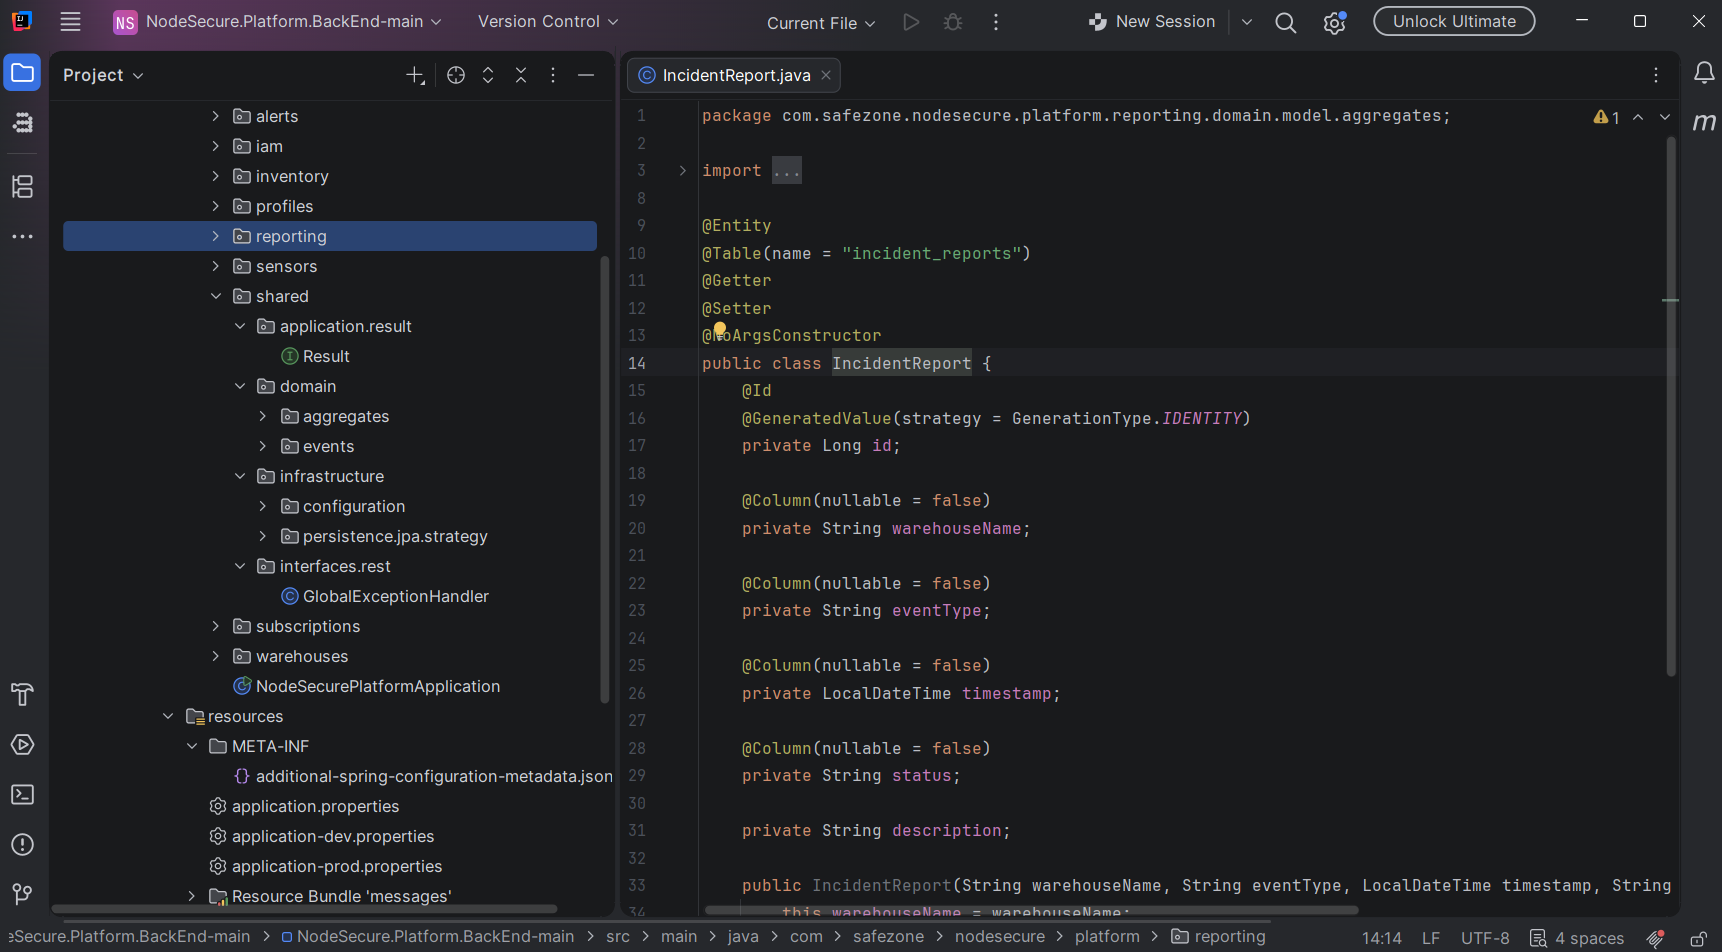 NS NodeSecure.Platform.BackEnd-main Version Control Current File New Session Unlock Ultimate
Project
alerts
iam
inventory
profiles
reporting
sensors
shared
application.result
Result
domain
aggregates
events
infrastructure
configuration
persistence.jpa.strategy
interfaces.rest
GlobalExceptionHandler
subscriptions
warehouses
NodeSecurePlatformApplication
resources
META-INF
{} additional-spring-configuration-metadata.json
application.properties
application-dev.properties
application-prod.properties
Resource Bundle 'messages'
IncidentReport.java
1 package com.safezone.nodesecure.platform.reporting.domain.model.aggregates;
1
2
3 import ...
8
9 @Entity
10 @Table(name = "incident_reports")
11 @Getter
12 @Setter
13 @NoArgsConstructor
14 public class IncidentReport {
15 @Id
16 @GeneratedValue(strategy = GenerationType.IDENTITY)
17 private Long id;
18
19 @Column(nullable = false)
20 private String warehouseName;
21
22 @Column(nullable = false)
23 private String eventType;
24
25 @Column(nullable = false)
26 private LocalDateTime timestamp;
27
28 @Column(nullable = false)
29 private String status;
30
31 private String description;
32
33 public IncidentReport(String warehouseName, String eventType, LocalDateTime timestamp, String
34 this.warehouseName = warehouseName;
m
eSecure.Platform.BackEnd-main > NodeSecure.Platform.BackEnd-main > src > main > java > com > safezone > nodesecure > platform > reporting 14:14 LF UTF-8 4 spaces